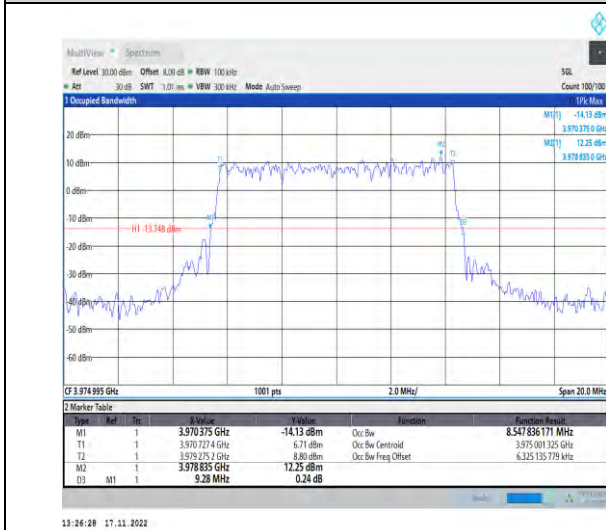 MultiView Spectrum
Ref Level 30.00 dBm Offset 8.09 dB RBW 100 kHz SGL
Att 30 dB SWT 1.01 ms VBW 300 kHz Mode Auto Sweep Count 100/100
1 Occupied Bandwidth 1Pk Max
M1[1] -14.13 dBm
3.970 375 0 GHz
M2[1] 12.25 dBm
3.978 835 0 GHz
20 dBm
M2
T1 T2
10 dBm
0 dBm
-10 dBm
M1 D3
H1 -13.748 dBm
-20 dBm
-30 dBm
-40 dBm
-50 dBm
-60 dBm
CF 3.974 995 GHz 1001 pts 2.0 MHz/ Span 20.0 MHz
2 Marker Table
Type Ref Trc X-Value Y-Value Function Function Result
M1 1 3.970 375 GHz -14.13 dBm Occ Bw 8.547 836 171 MHz
T1 1 3.970 727 4 GHz 6.71 dBm Occ Bw Centroid 3.975 001 325 GHz
T2 1 3.979 275 2 GHz 8.80 dBm Occ Bw Freq Offset 6.325 135 779 kHz
M2 1 3.978 835 GHz 12.25 dBm
D3 M1 1 9.28 MHz 0.24 dB
13:26:28 17.11.2022